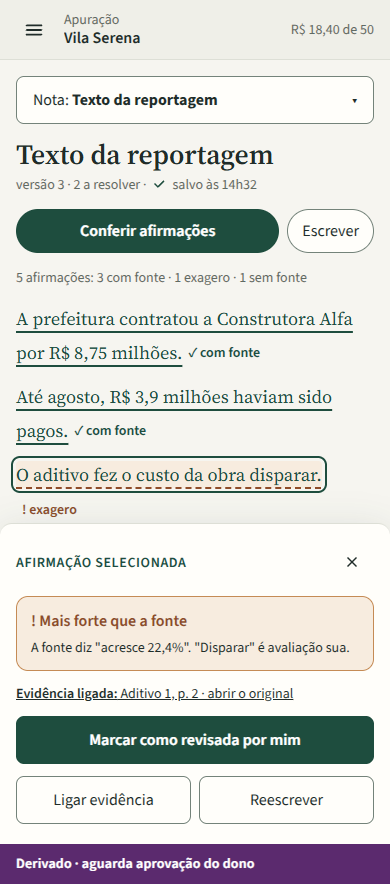 Apuração
Vila Serena
R$ 18,40 de 50
Nota: Texto da reportagem
Texto da reportagem
versão 3 · 2 a resolver · ✓ salvo às 14h32
Conferir afirmações
Escrever
5 afirmações: 3 com fonte · 1 exagero · 1 sem fonte
A prefeitura contratou a Construtora Alfa
por R$ 8,75 milhões. ✓ com fonte
Até agosto, R$ 3,9 milhões haviam sido
pagos. ✓ com fonte
O aditivo fez o custo da obra disparar.
! exagero
AFIRMAÇÃO SELECIONADA
! Mais forte que a fonte
A fonte diz "acresce 22,4%". "Disparar" é avaliação sua.
Evidência ligada: Aditivo 1, p. 2 · abrir o original
Marcar como revisada por mim
Ligar evidência
Reescrever
Derivado · aguarda aprovação do dono